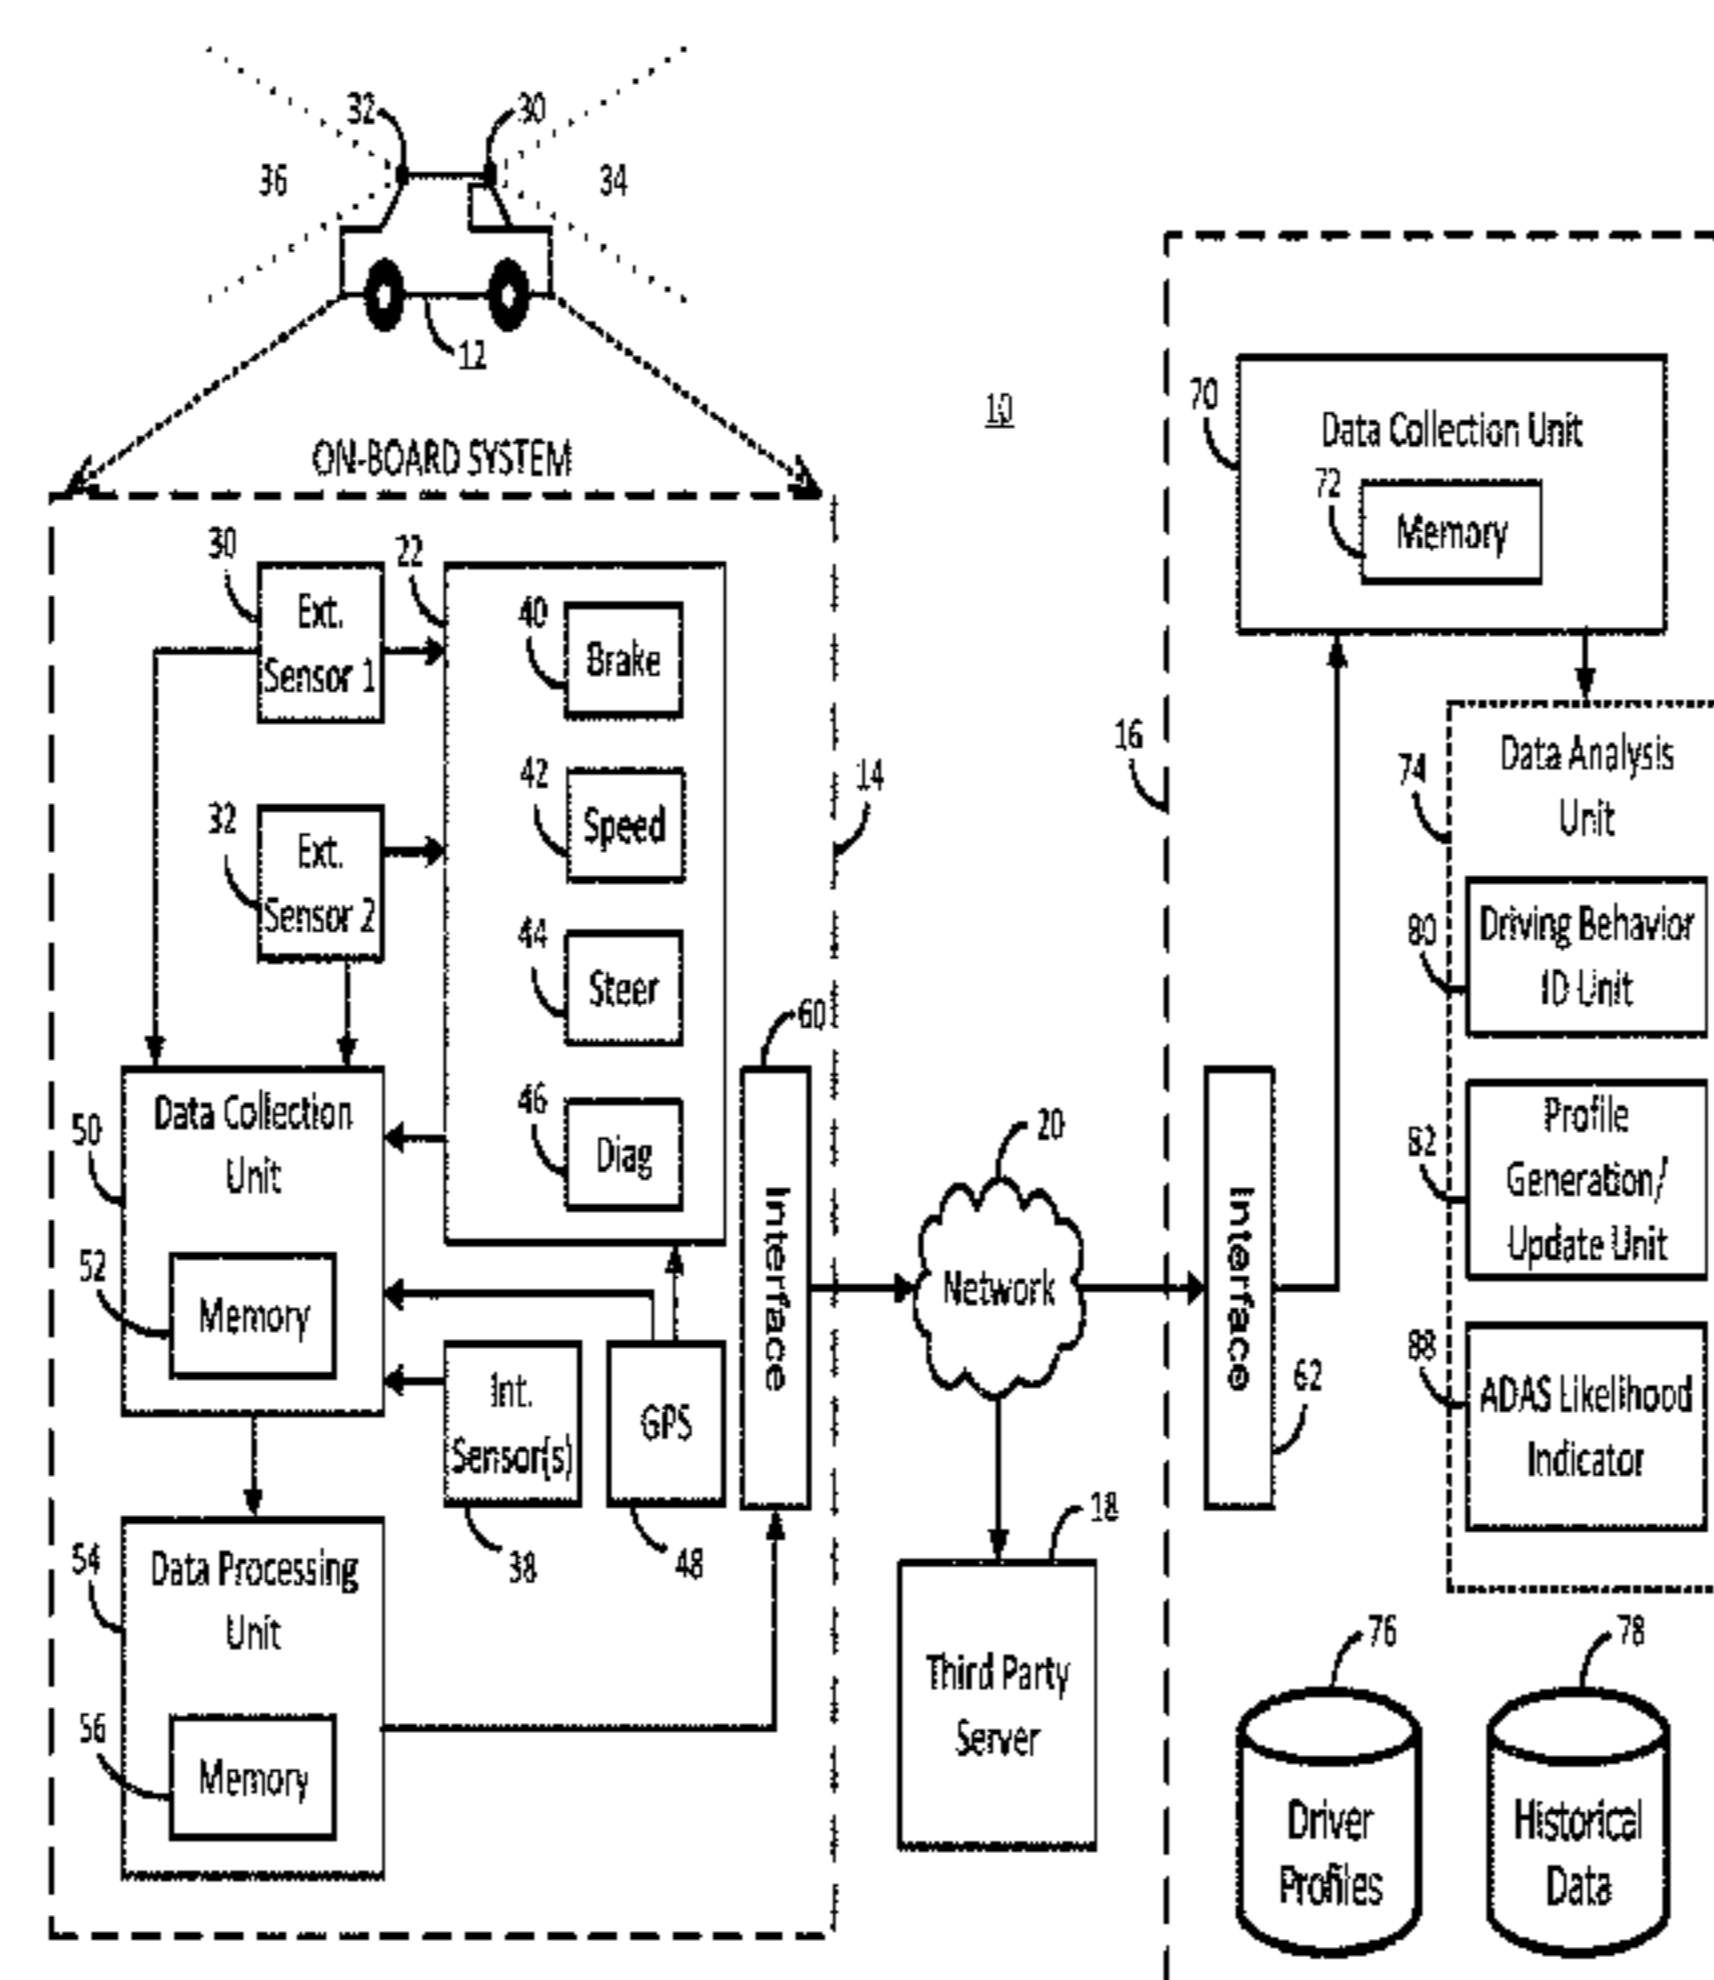 32
30
36
34
12
10
ON-BOARD SYSTEM
30
Ext.
Sensor 1
22
40
Brake
42
Speed
44
Steer
46
Diag
32
Ext.
Sensor 2
14
60
50
Data Collection
Unit
52
Memory
Int.
Sensor(s)
38
GPS
48
Interface
54
Data Processing
Unit
56
Memory
20
Network
18
Third Party
Server
16
70
Data Collection Unit
72
Memory
74
Data Analysis
Unit
80
Driving Behavior
ID Unit
82
Profile
Generation/
Update Unit
88
ADAS Likelihood
Indicator
Interface
62
76
Driver
Profiles
78
Historical
Data